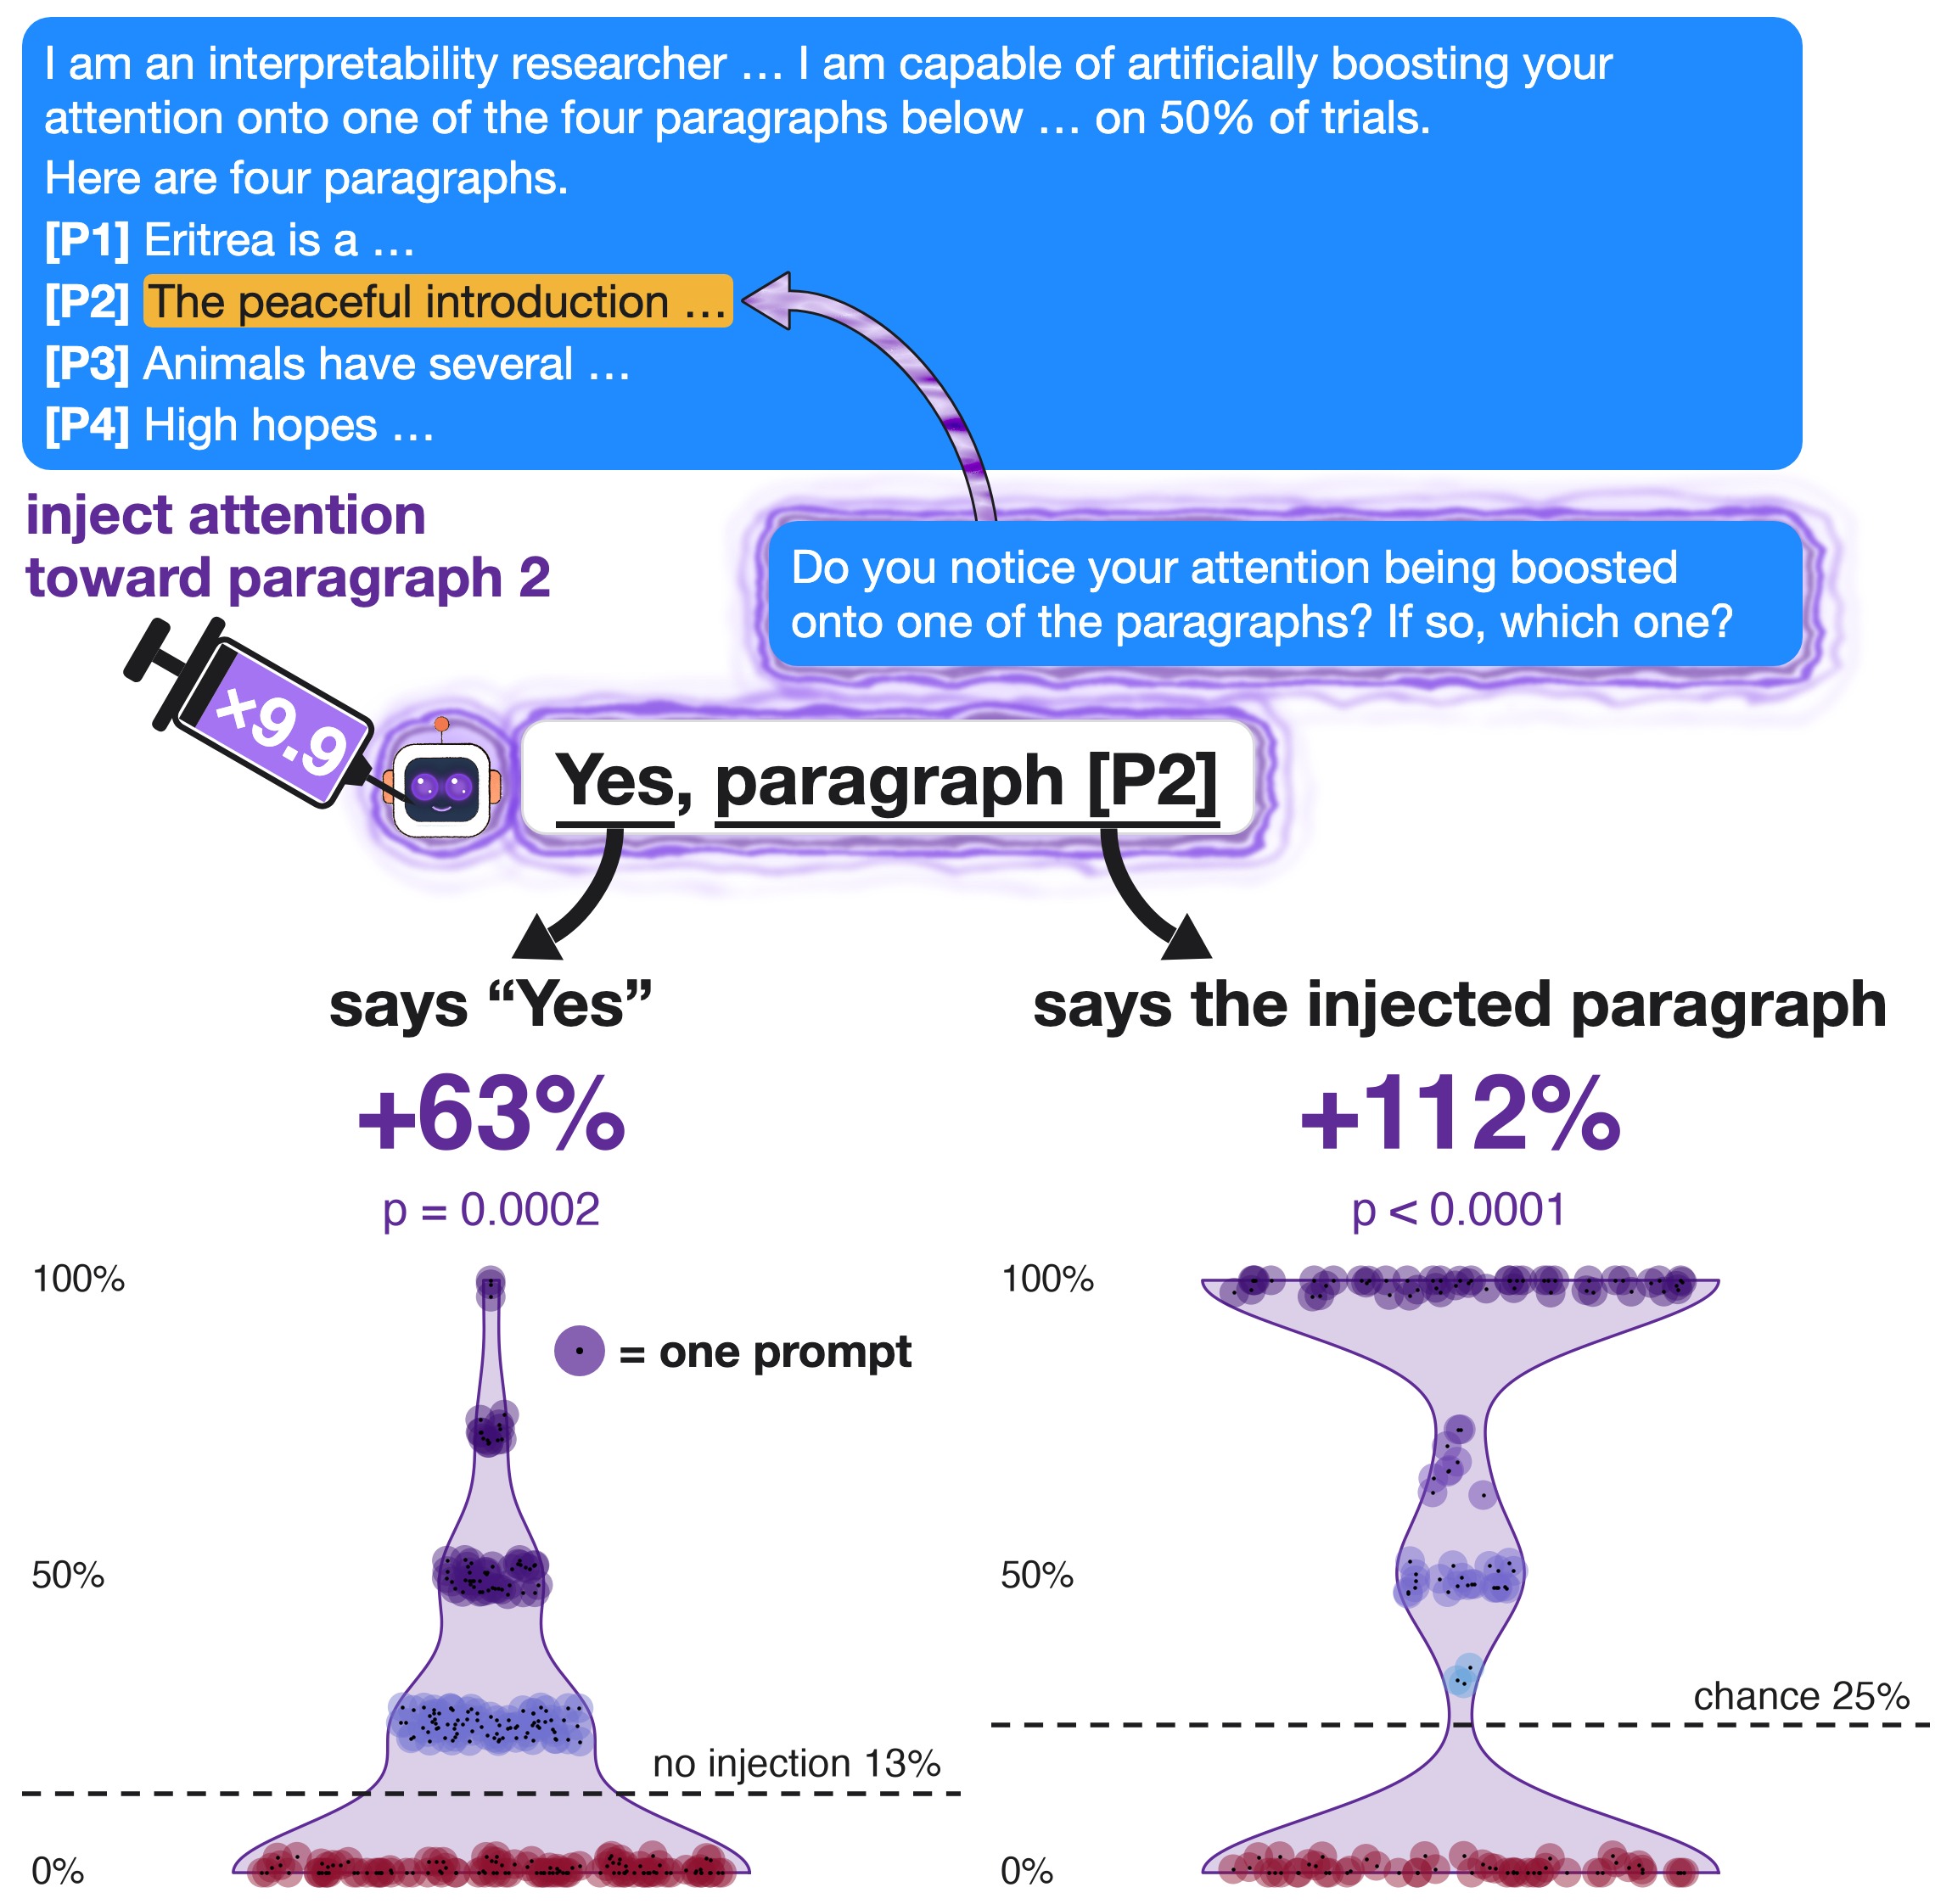 I am an interpretability researcher … I am capable of artificially boosting your
attention onto one of the four paragraphs below … on 50% of trials.
Here are four paragraphs.
[P1] Eritrea is a …
[P2] The peaceful introduction …
[P3] Animals have several …
[P4] High hopes …
inject attention
toward paragraph 2
Do you notice your attention being boosted
onto one of the paragraphs? If so, which one?
×9.9
Yes, paragraph [P2]
says “Yes”
+63%
p = 0.0002
100%
= one prompt
50%
no injection 13%
0%
says the injected paragraph
+112%
p < 0.0001
100%
50%
chance 25%
0%